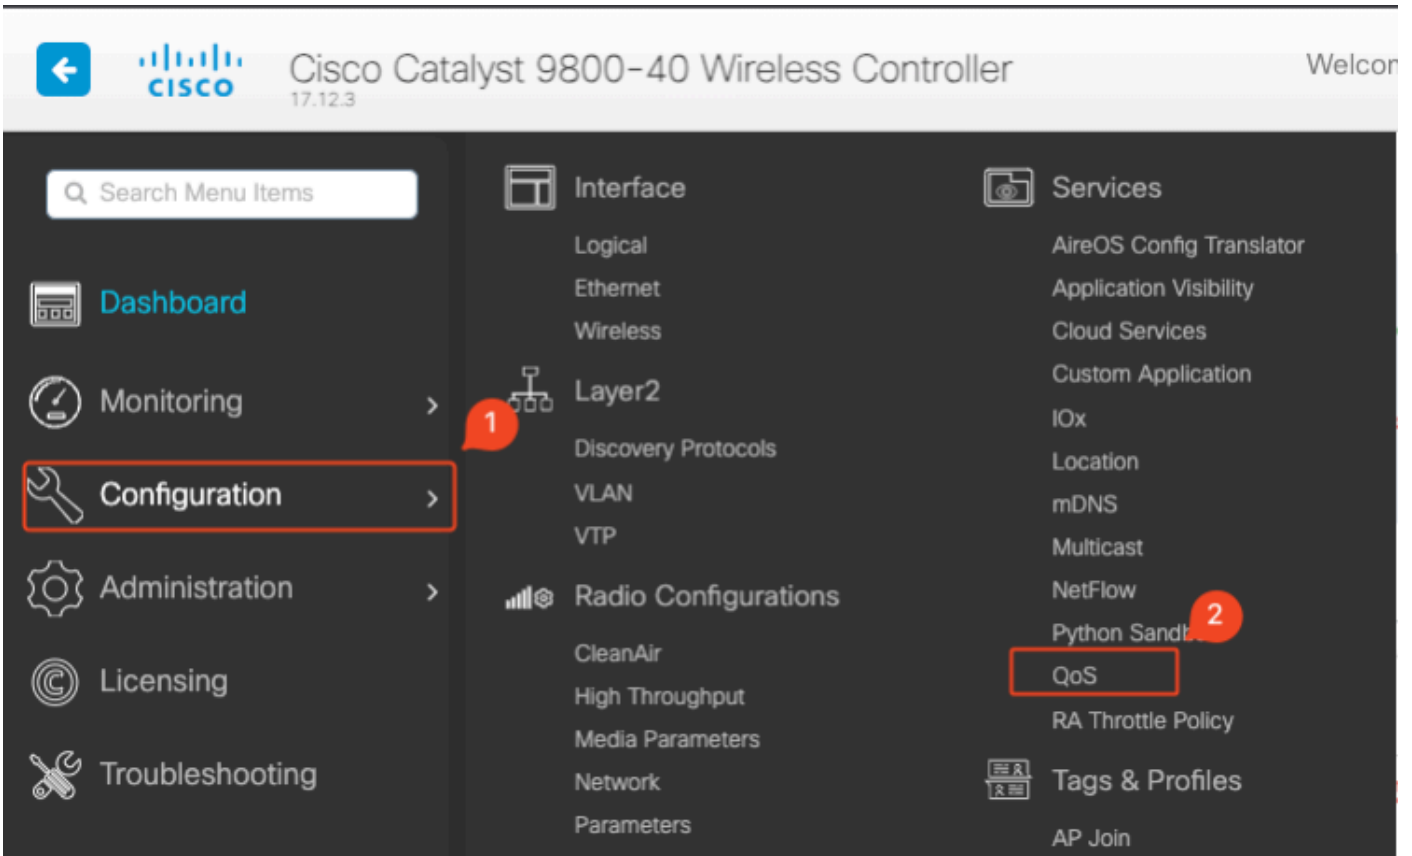 CISCO
Cisco Catalyst 9800-40 Wireless Controller
17.12.3
Search Menu Items
Dashboard
Monitoring
Configuration
Administration
Licensing
Troubleshooting
1
Interface
Logical
Ethernet
Wireless
Layer2
Discovery Protocols
VLAN
VTP
Radio Configurations
CleanAir
High Throughput
Media Parameters
Network
Parameters
Services
AireOS Config Translator
Application Visibility
Cloud Services
Custom Application
IOx
Location
mDNS
Multicast
NetFlow
2
Python
QoS
RA Throttle Policy
Tags & Profiles
AP Join